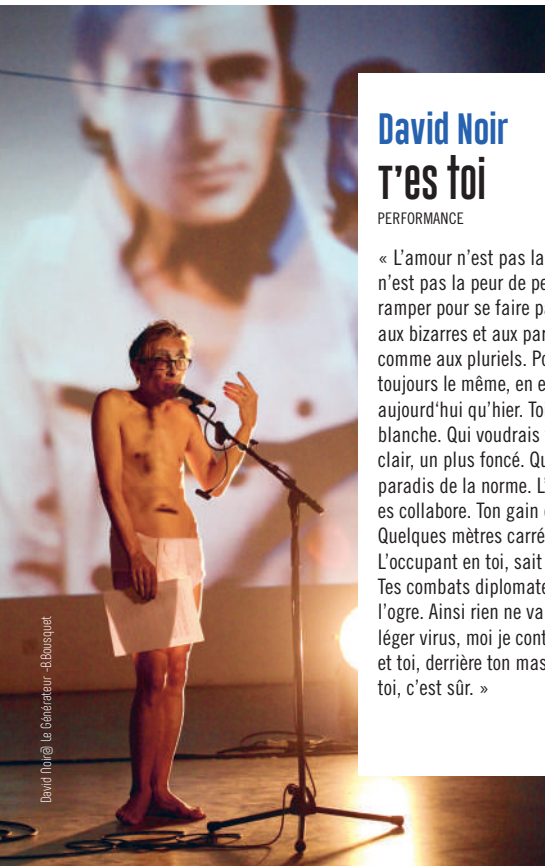 David Noir
T'es toi
PERFORMANCE
« L'amour n'est pas la
n'est pas la peur de pe
ramper pour se faire pa
aux bizarres et aux par
comme aux pluriels. Po
toujours le même, en e
aujourd‘hui qu'hier. To
blanche. Qui voudrais
clair, un plus foncé. Qu
paradis de la norme. L'
es collabore. Ton gain
Quelques mètres carré
L'occupant en toi, sait
Tes combats diplomate
l'ogre. Ainsi rien ne va
léger virus, moi je cont
et toi, derrière ton mas
toi, c'est sûr. »
David Noir@ Le Générateur -B.Bousquet